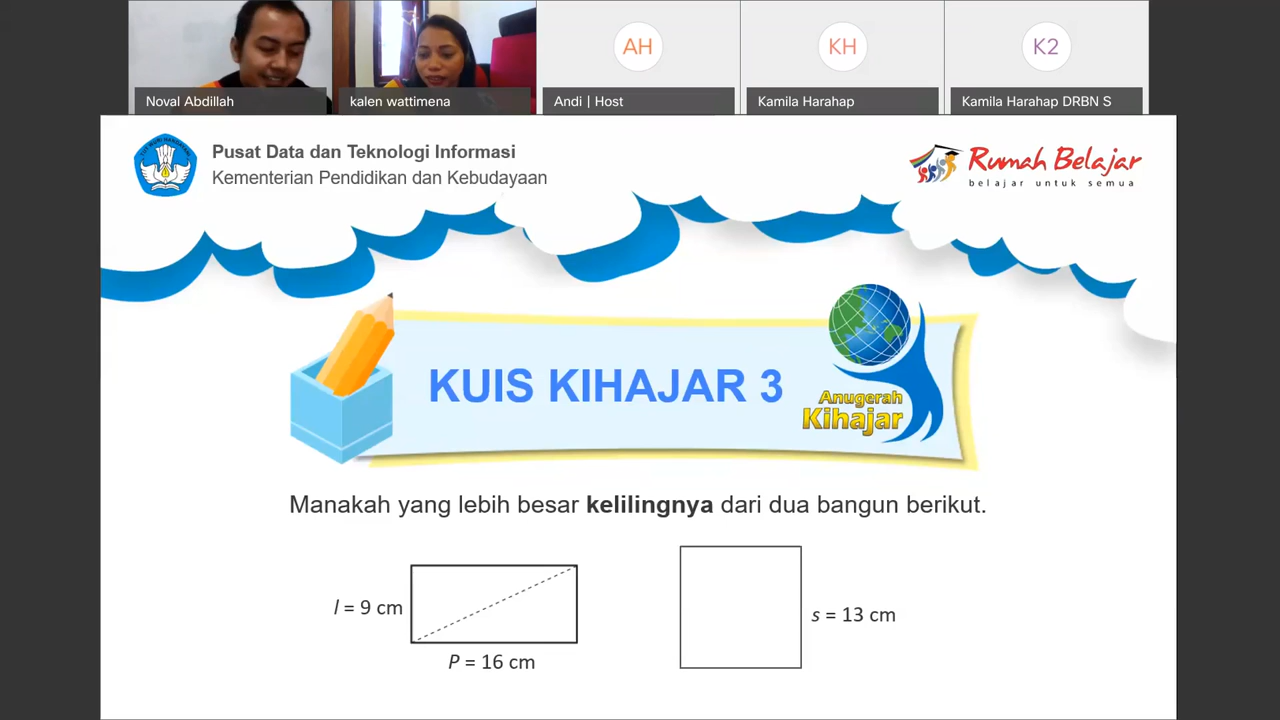 AH
KH
K2
Noval Abdillah
kalen wattimena
Andi | Host
Kamila Harahap
Kamila Harahap DRBN S
Pusat Data dan Teknologi Informasi
Kementerian Pendidikan dan Kebudayaan
Rumah Belajar
belajar untuk semua
KUIS KIHAJAR 3
Anugerah
Kihajar
Manakah yang lebih besar kelilingnya dari dua bangun berikut.
l = 9 cm
P = 16 cm
s = 13 cm